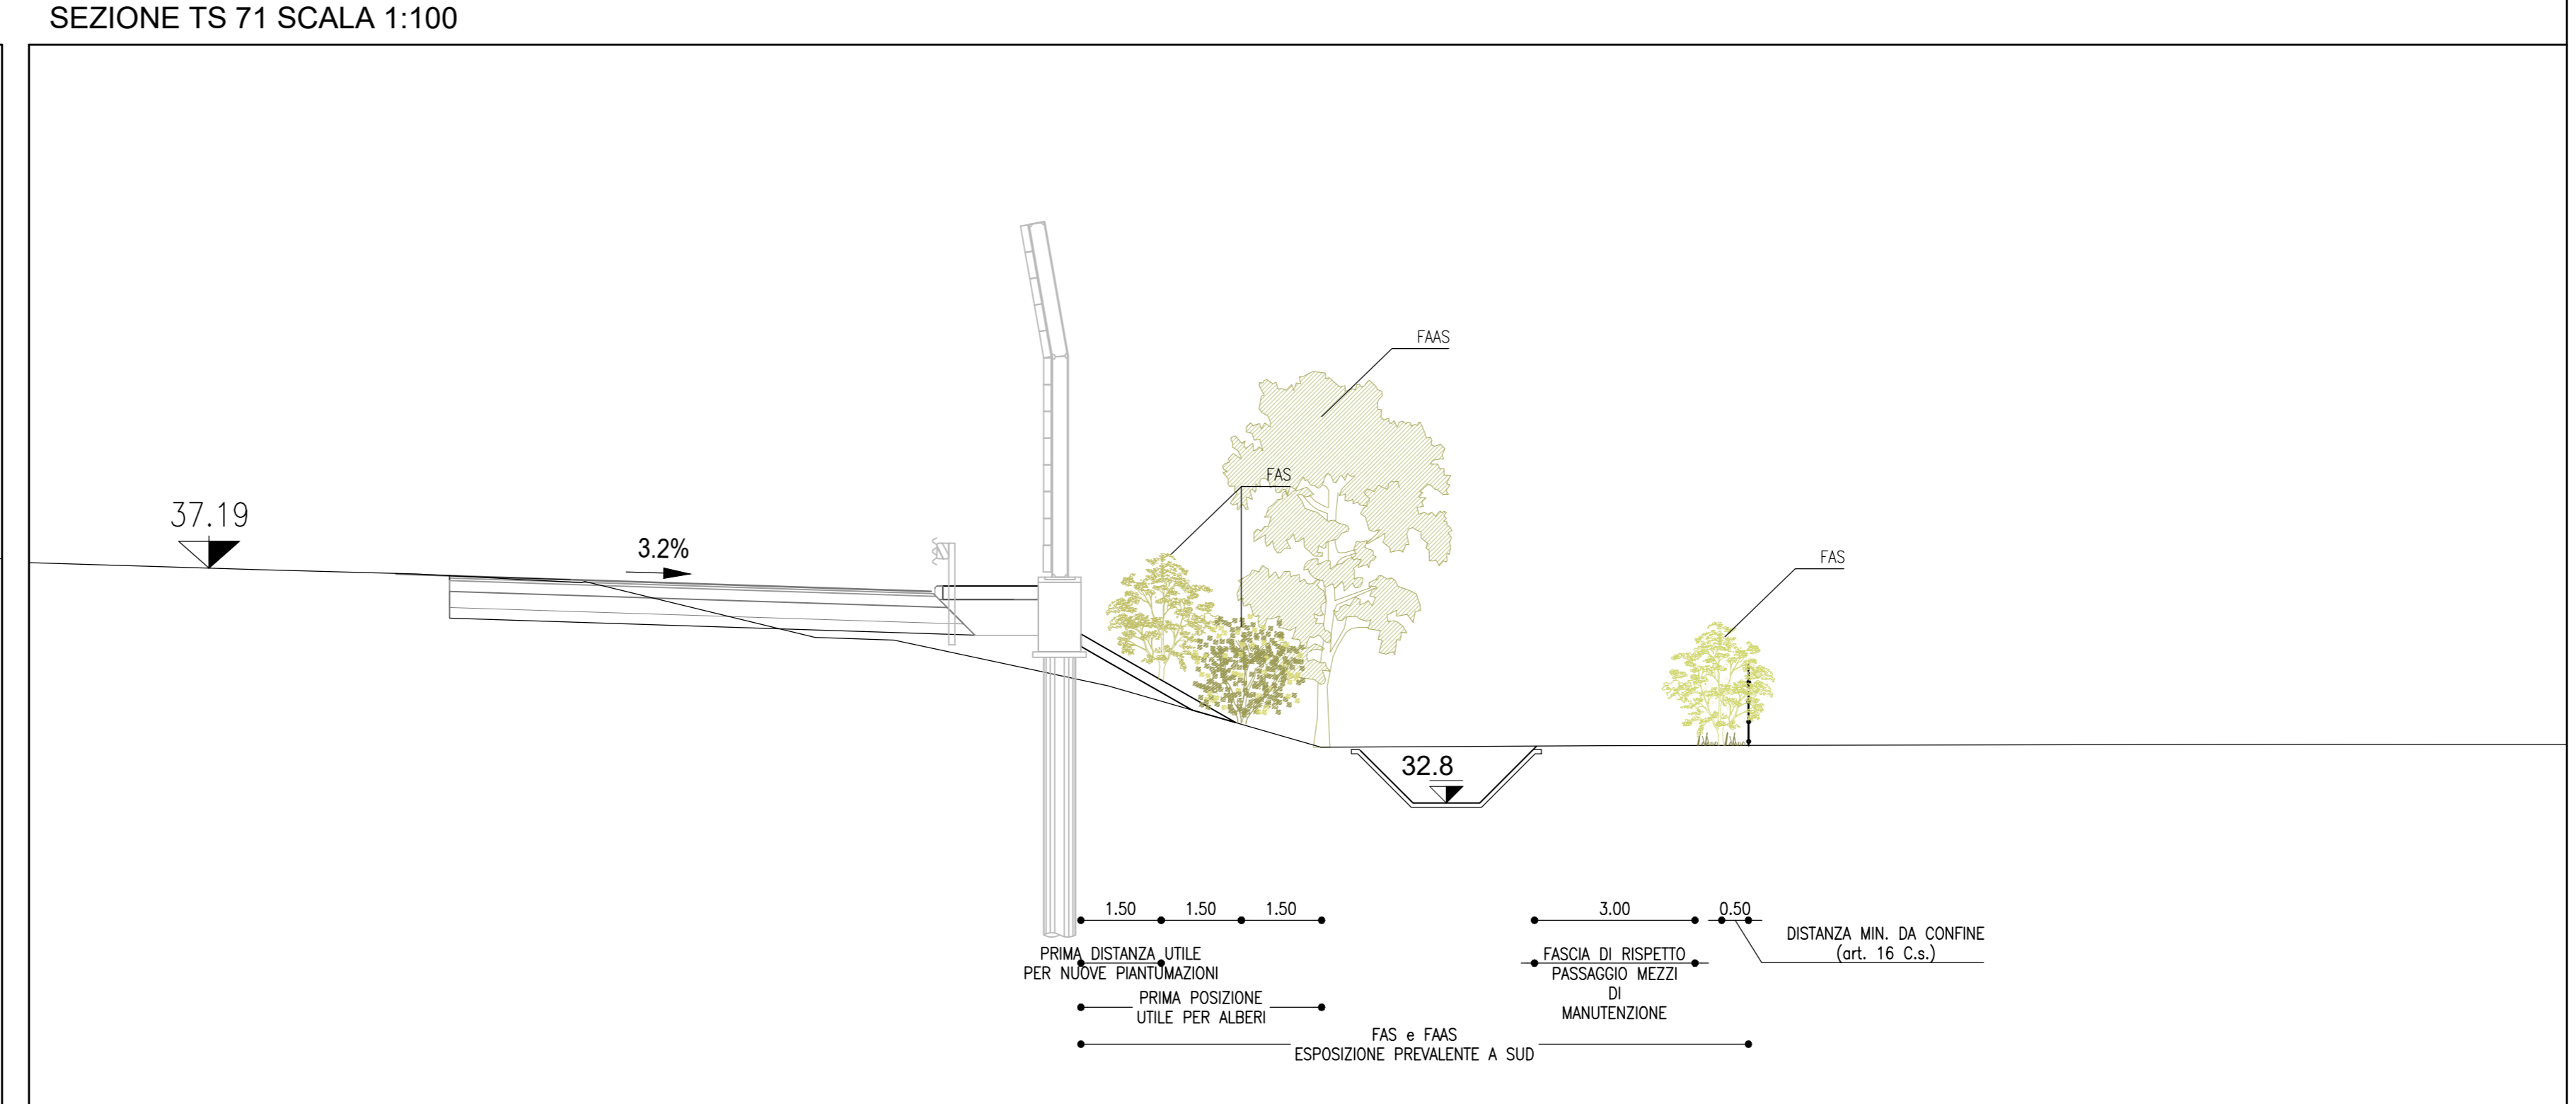 SEZIONE TS 71 SCALA 1:100
FAAS
FAS
37.19
3.2%
FAS
32.8
1.50
1.50
1.50
3.00
0.50
PRIMA DISTANZA UTILE
PER NUOVE PIANTUMAZIONI
FASCIA DI RISPETTO
PASSAGGIO MEZZI
DI
MANUTENZIONE
DISTANZA MIN. DA CONFINE
(art. 16 C.s.)
PRIMA POSIZIONE
UTILE PER ALBERI
FAS e FAAS
ESPOSIZIONE PREVALENTE A SUD